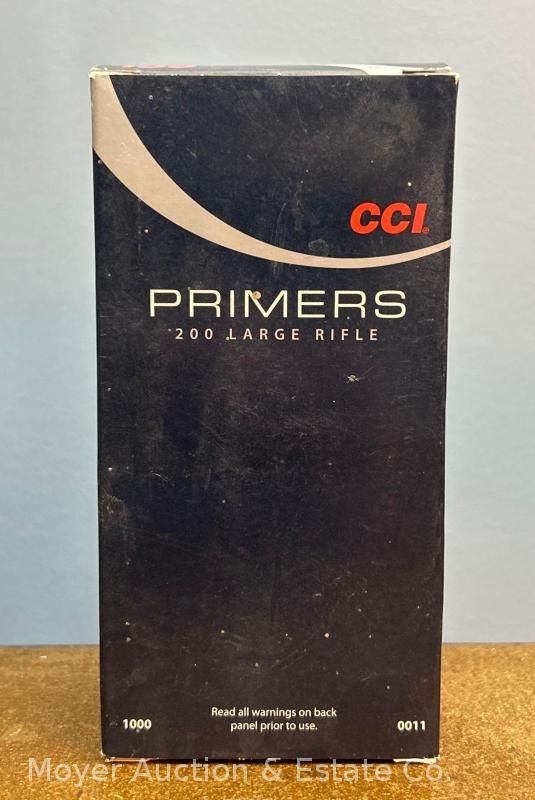 CCI
PRIMERS
200 LARGE RIFLE
1000
Read all warnings on back
panel prior to use.
0011
Moyer Auction & Estate Co.